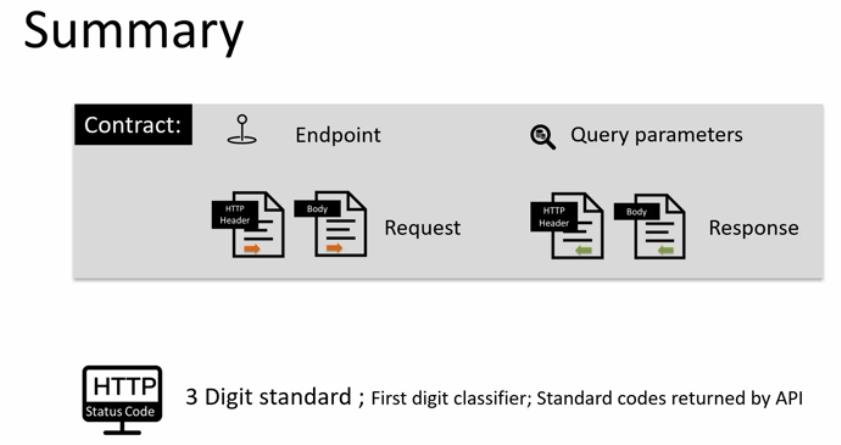 Summary
Contract:
Endpoint
Query parameters
HTTP
Header
Body
Request
HTTP
Header
Body
Response
HTTP
Status Code
3 Digit standard ; First digit classifier; Standard codes returned by API